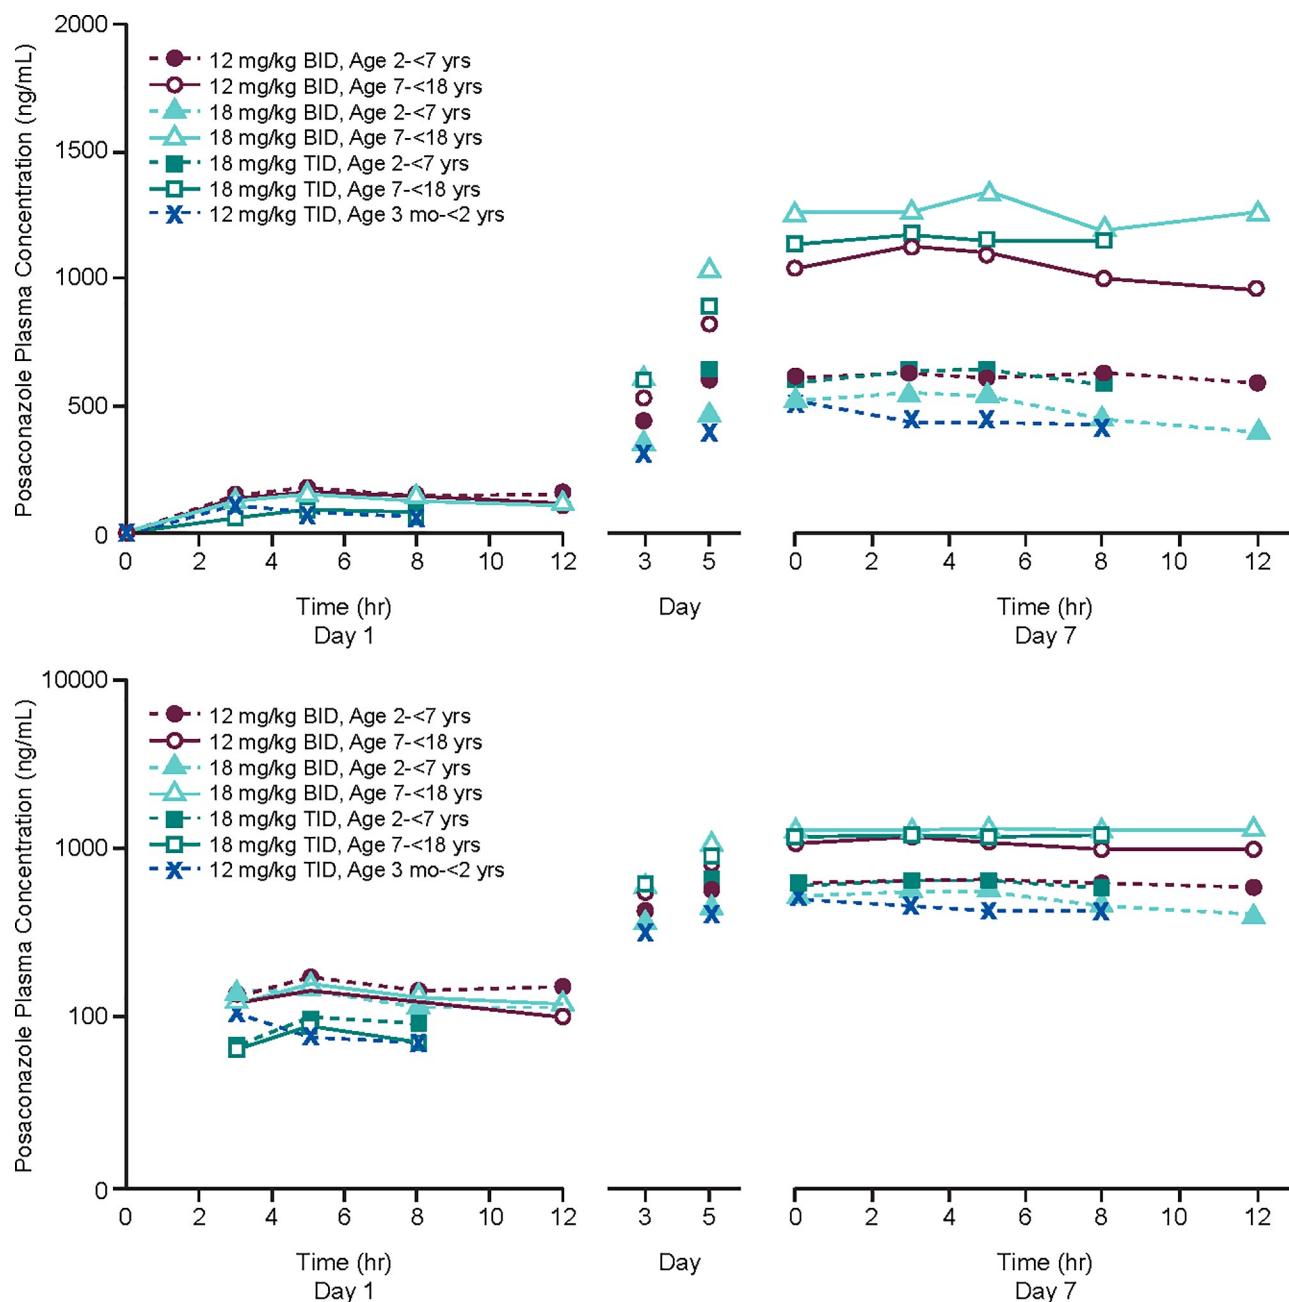 Posaconazole Plasma Concentration (ng/mL)
2000
1500
1000
500
0
12 mg/kg BID, Age 2-<7 yrs
12 mg/kg BID, Age 7-<18 yrs
18 mg/kg BID, Age 2-<7 yrs
18 mg/kg BID, Age 7-<18 yrs
18 mg/kg TID, Age 2-<7 yrs
18 mg/kg TID, Age 7-<18 yrs
12 mg/kg TID, Age 3 mo-<2 yrs
0 2 4 6 8 10 12
3 5
0 2 4 6 8 10 12
Time (hr)
Day 1
Day
Time (hr)
Day 7
Posaconazole Plasma Concentration (ng/mL)
10000
1000
100
0
12 mg/kg BID, Age 2-<7 yrs
12 mg/kg BID, Age 7-<18 yrs
18 mg/kg BID, Age 2-<7 yrs
18 mg/kg BID, Age 7-<18 yrs
18 mg/kg TID, Age 2-<7 yrs
18 mg/kg TID, Age 7-<18 yrs
12 mg/kg TID, Age 3 mo-<2 yrs
0 2 4 6 8 10 12
3 5
0 2 4 6 8 10 12
Time (hr)
Day 1
Day
Time (hr)
Day 7